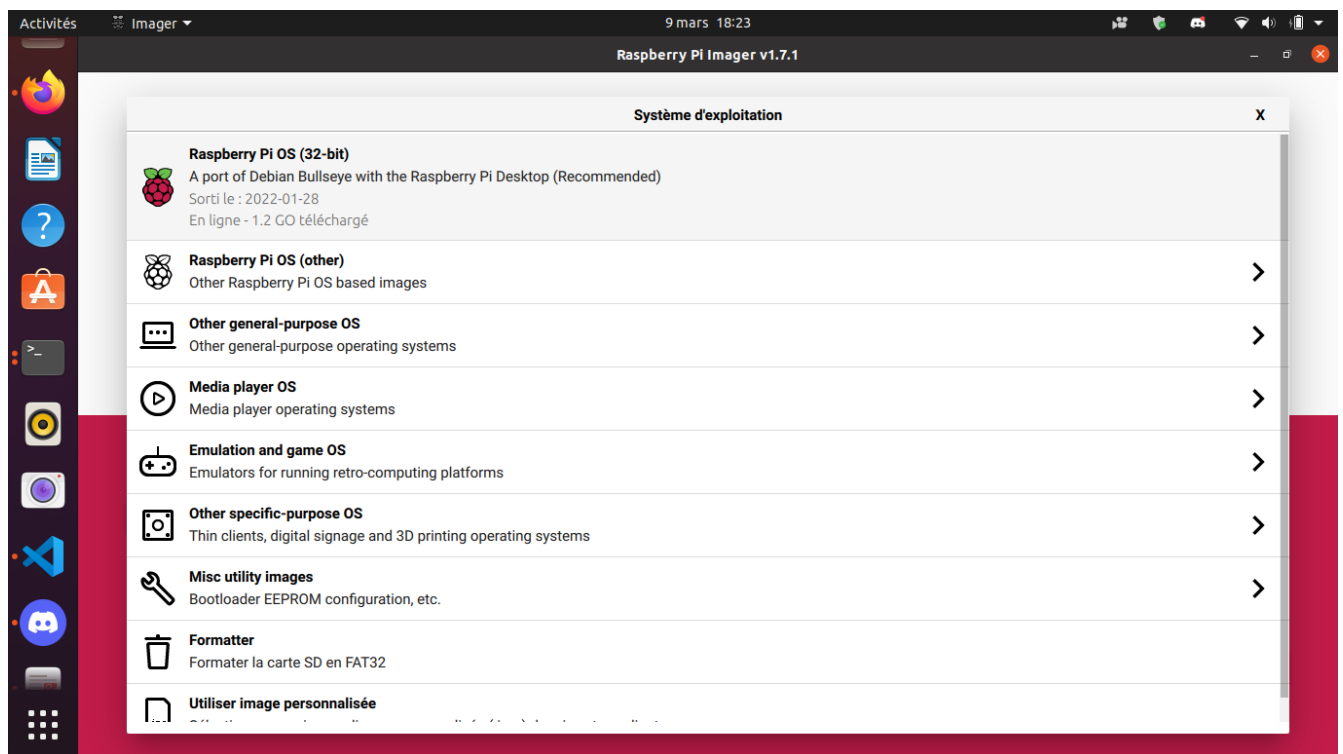 Activités
Imager
9 mars 18:23
Raspberry Pi Imager v1.7.1
Système d'exploitation
X
Raspberry Pi OS (32-bit)
A port of Debian Bullseye with the Raspberry Pi Desktop (Recommended)
Sorti le : 2022-01-28
En ligne - 1.2 GO téléchargé
Raspberry Pi OS (other)
Other Raspberry Pi OS based images
Other general-purpose OS
Other general-purpose operating systems
Media player OS
Media player operating systems
Emulation and game OS
Emulators for running retro-computing platforms
Other specific-purpose OS
Thin clients, digital signage and 3D printing operating systems
Misc utility images
Bootloader EEPROM configuration, etc.
Formatter
Formater la carte SD en FAT32
Utiliser image personnalisée